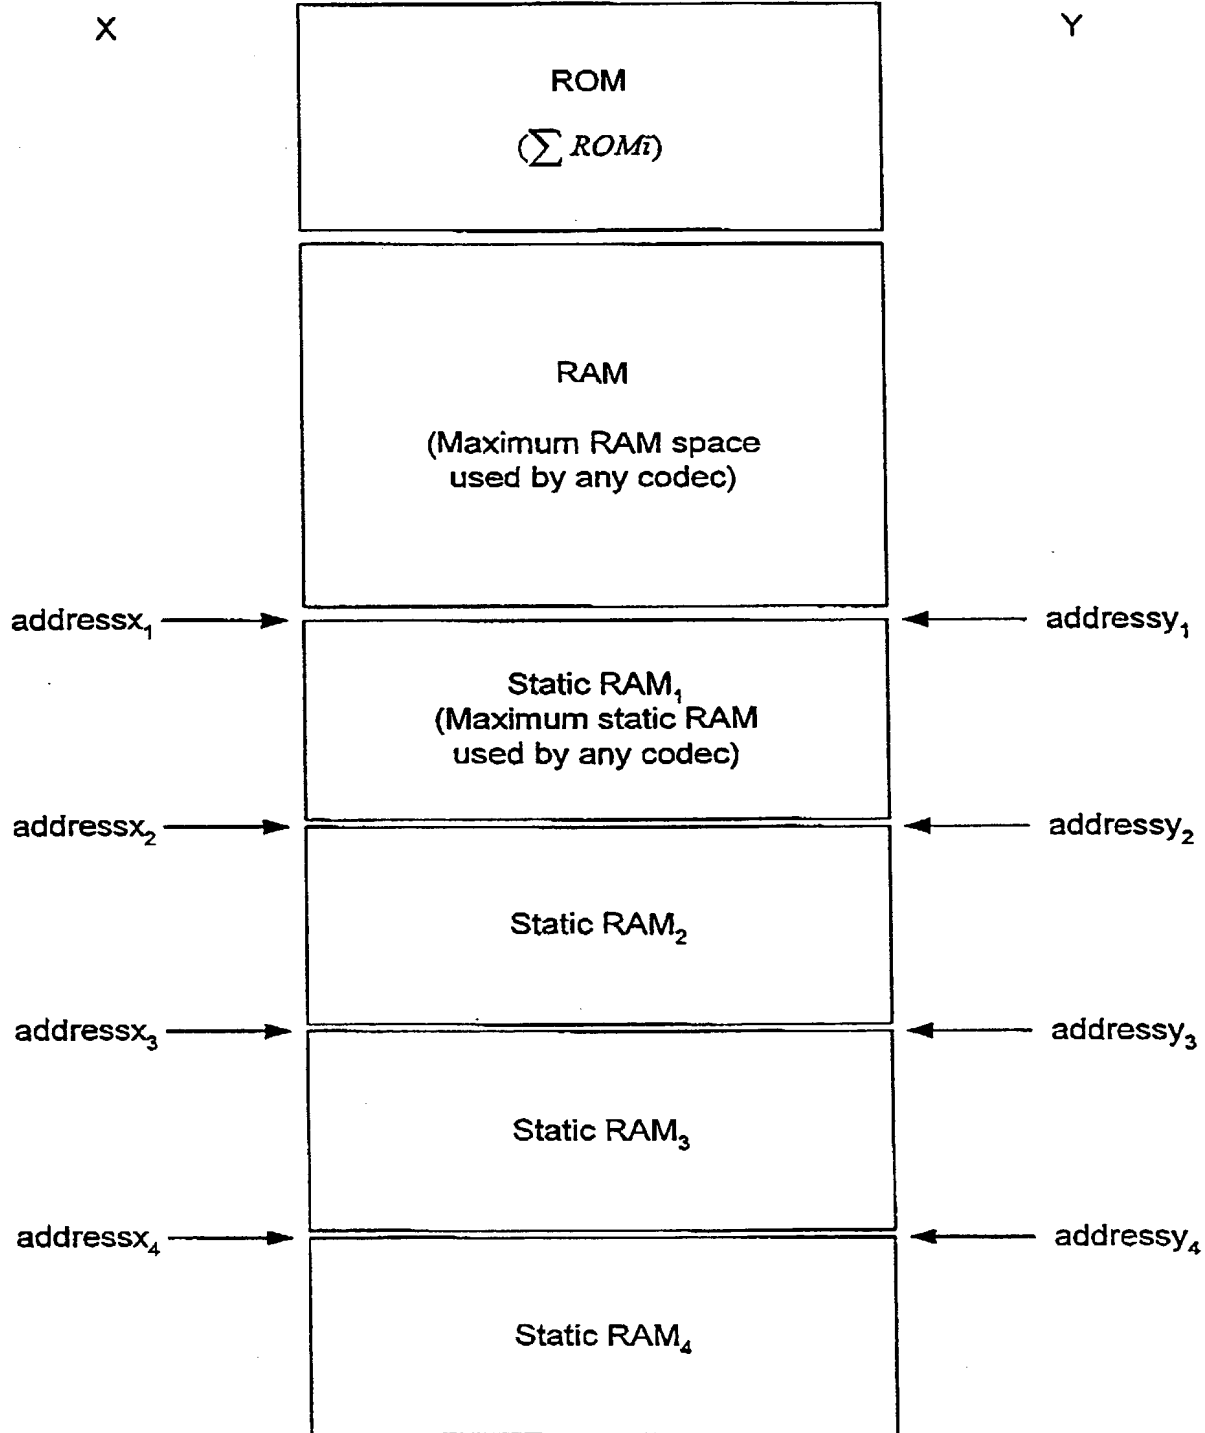 X
Y
ROM
(∑ ROMi)
RAM
(Maximum RAM space
used by any codec)
addressx₁
addressy₁
Static RAM₁
(Maximum static RAM
used by any codec)
addressx₂
addressy₂
Static RAM₂
addressx₃
addressy₃
Static RAM₃
addressx₄
addressy₄
Static RAM₄